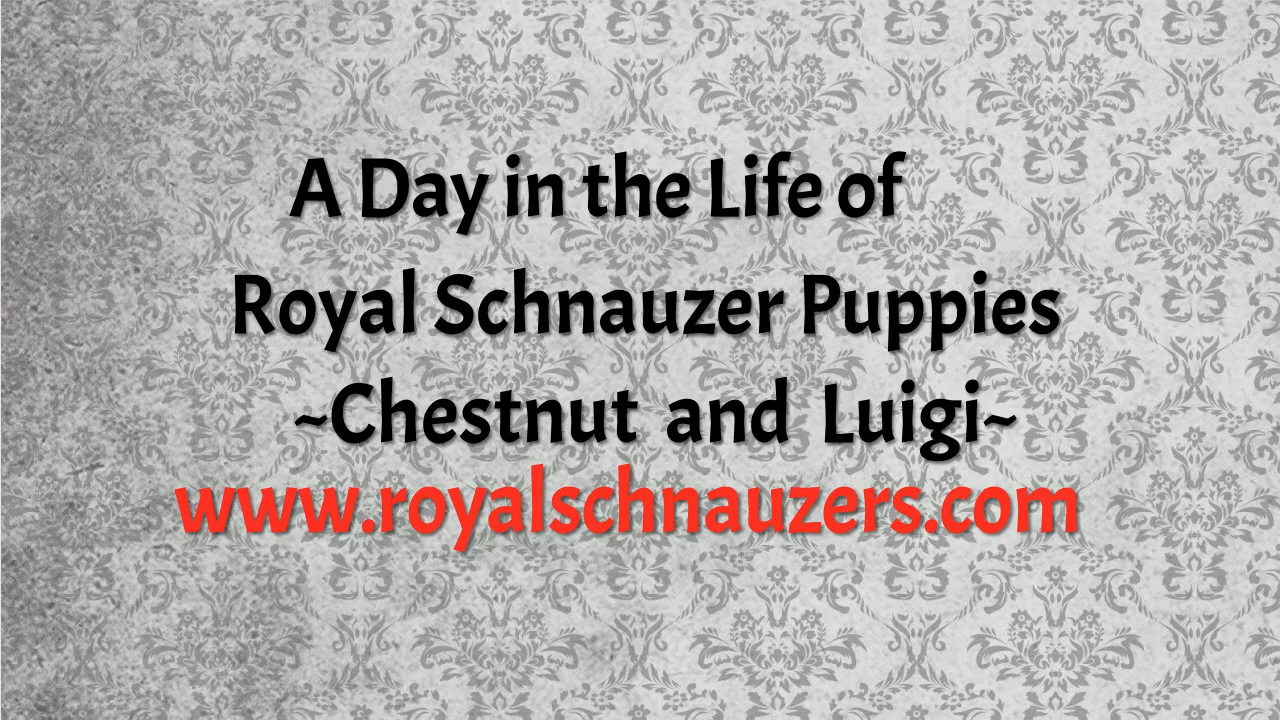 A Day in the Life of
Royal Schnauzer Puppies
~Chestnut and Luigi~
www.royalschnauzers.com